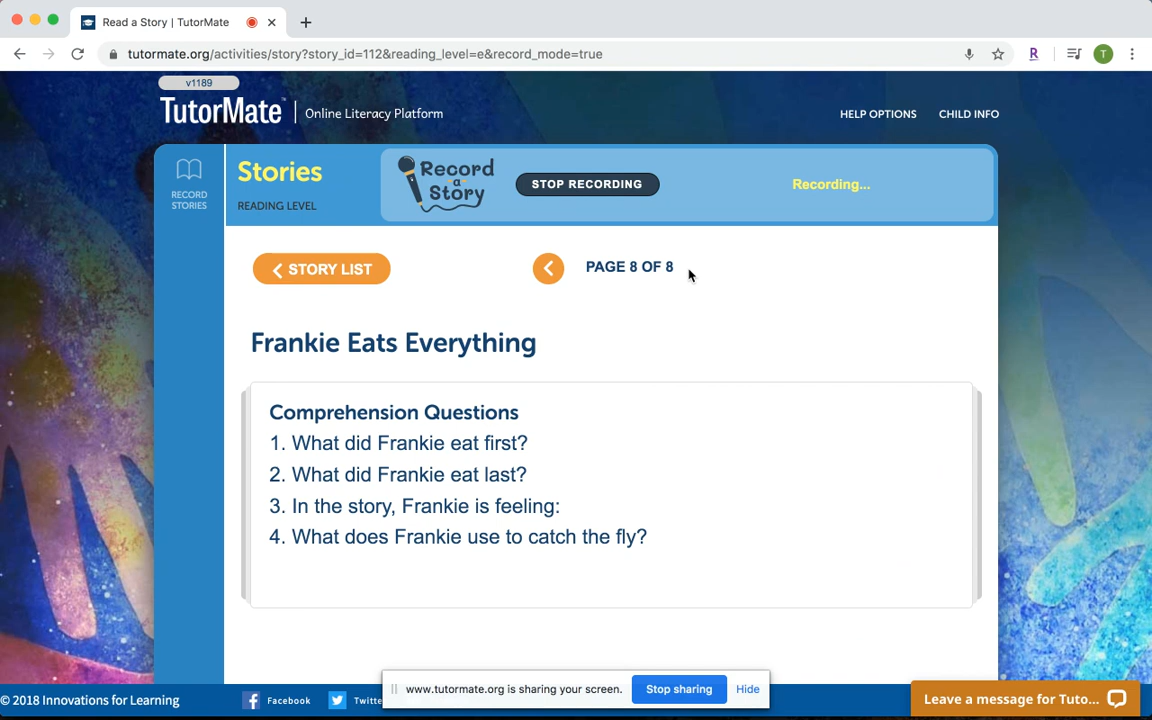 Read a Story | TutorMate
tutormate.org/activities/story?story_id=112&reading_level=e&record_mode=true
R
T
v1189
TutorMate™ | Online Literacy Platform
HELP OPTIONS
CHILD INFO
RECORD
STORIES
Stories
READING LEVEL
Record
a
Story
STOP RECORDING
Recording...
STORY LIST
PAGE 8 OF 8
Frankie Eats Everything
Comprehension Questions
1. What did Frankie eat first?
2. What did Frankie eat last?
3. In the story, Frankie is feeling:
4. What does Frankie use to catch the fly?
www.tutormate.org is sharing your screen.
Stop sharing
Hide
© 2018 Innovations for Learning
Facebook
Twitte
Leave a message for Tuto...